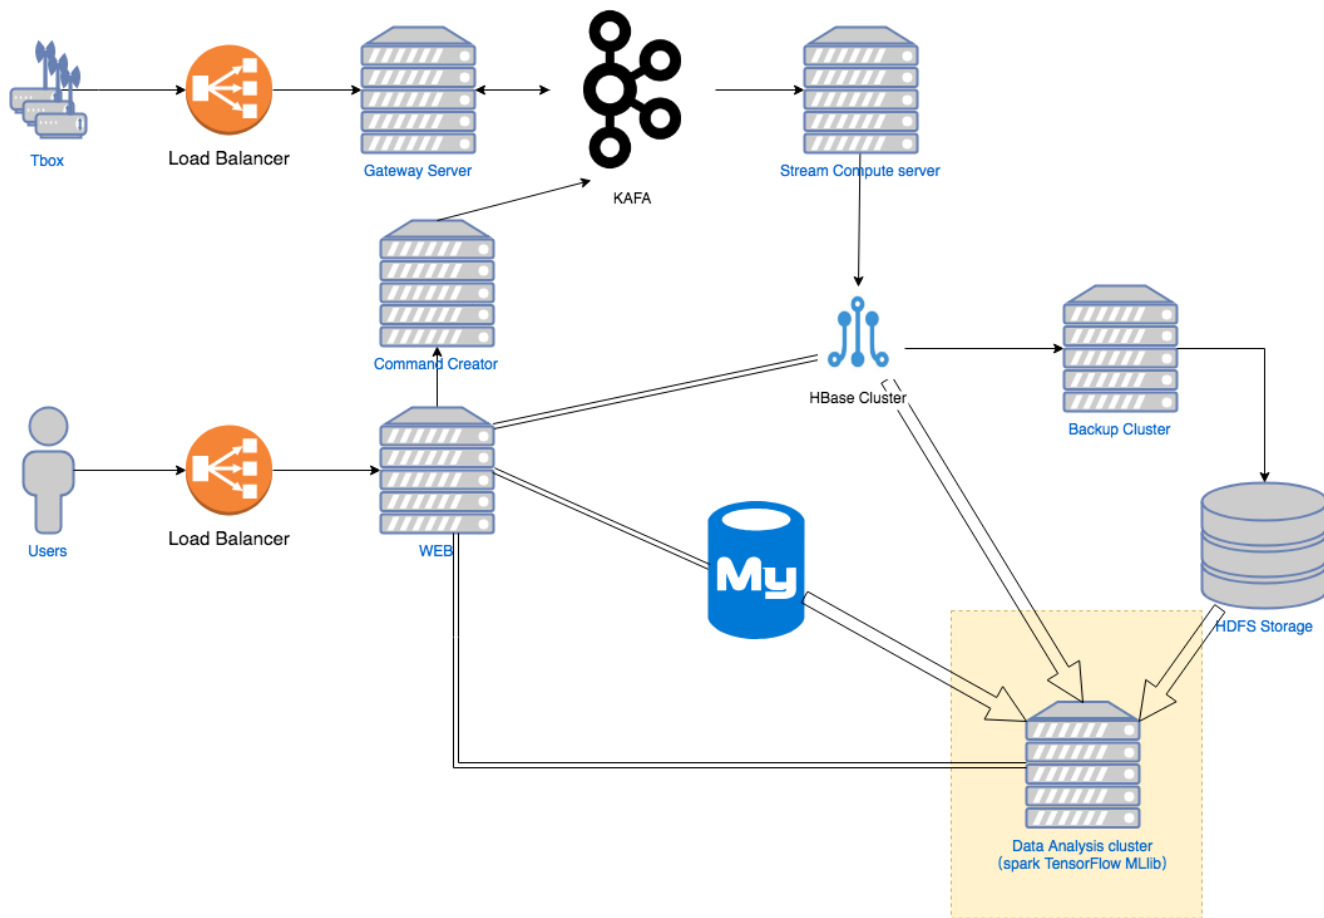 Tbox
Load Balancer
Gateway Server
KAFA
Stream Compute server
Command Creator
HBase Cluster
Backup Cluster
Users
Load Balancer
WEB
My
HDFS Storage
Data Analysis cluster
(spark TensorFlow MLlib)